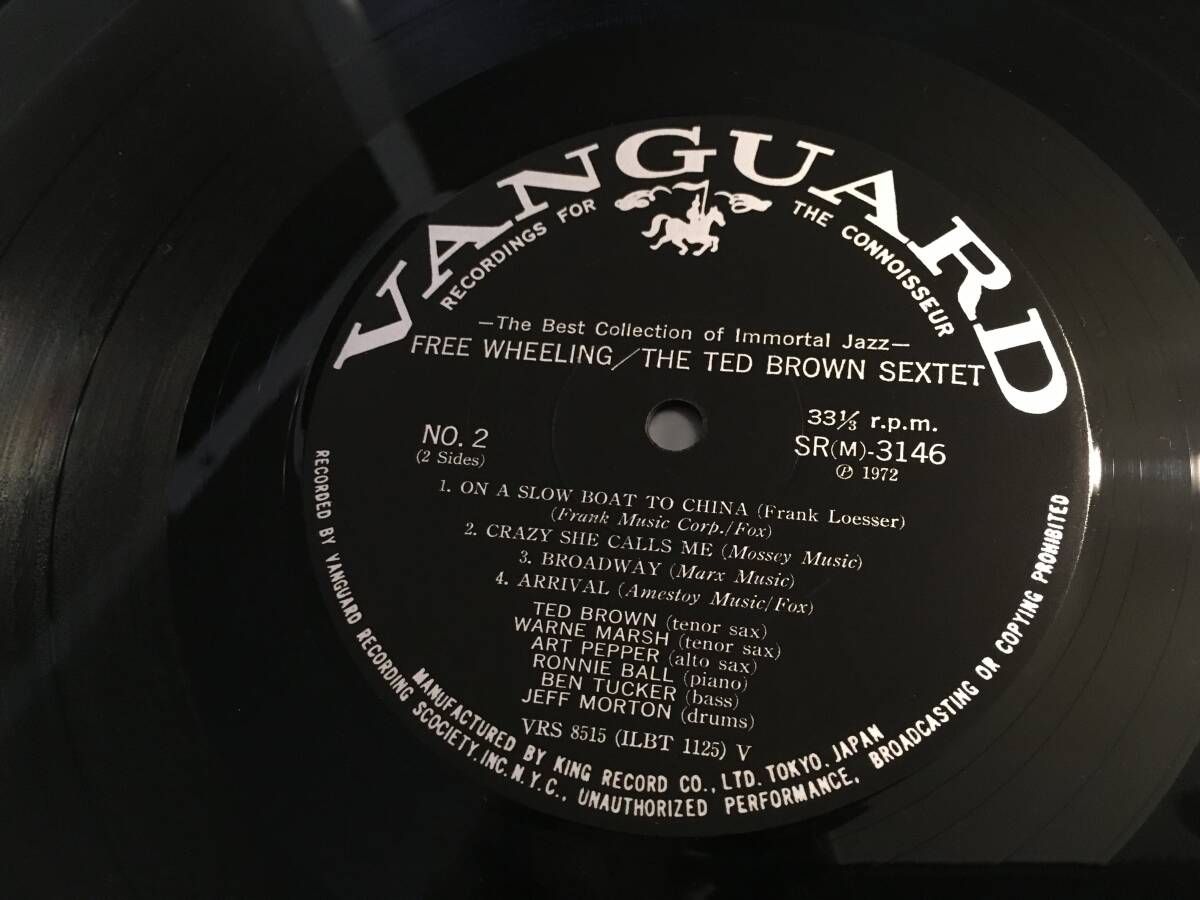 VANGUARD
RECORDINGS FOR THE CONNOISSEUR
—The Best Collection of Immortal Jazz—
FREE WHEELING/THE TED BROWN SEXTET
NO. 2
(2 Sides)
33⅓ r.p.m.
SR(M)-3146
Ⓟ 1972
1. ON A SLOW BOAT TO CHINA (Frank Loesser)
(Frank Music Corp./Fox)
2. CRAZY SHE CALLS ME (Mossey Music)
3. BROADWAY (Marx Music)
4. ARRIVAL (Amestoy Music/Fox)
TED BROWN (tenor sax)
WARNE MARSH (tenor sax)
ART PEPPER (alto sax)
RONNIE BALL (piano)
BEN TUCKER (bass)
JEFF MORTON (drums)
VRS 8515 (ILBT 1125) V
MANUFACTURED BY KING RECORD CO., LTD. TOKYO. JAPAN
RECORDED BY VANGUARD RECORDING SCOCIETY, INC. N.Y.C., UNAUTHORIZED PERFORMANCE, BROADCASTING OR COPYING PROHIBITED